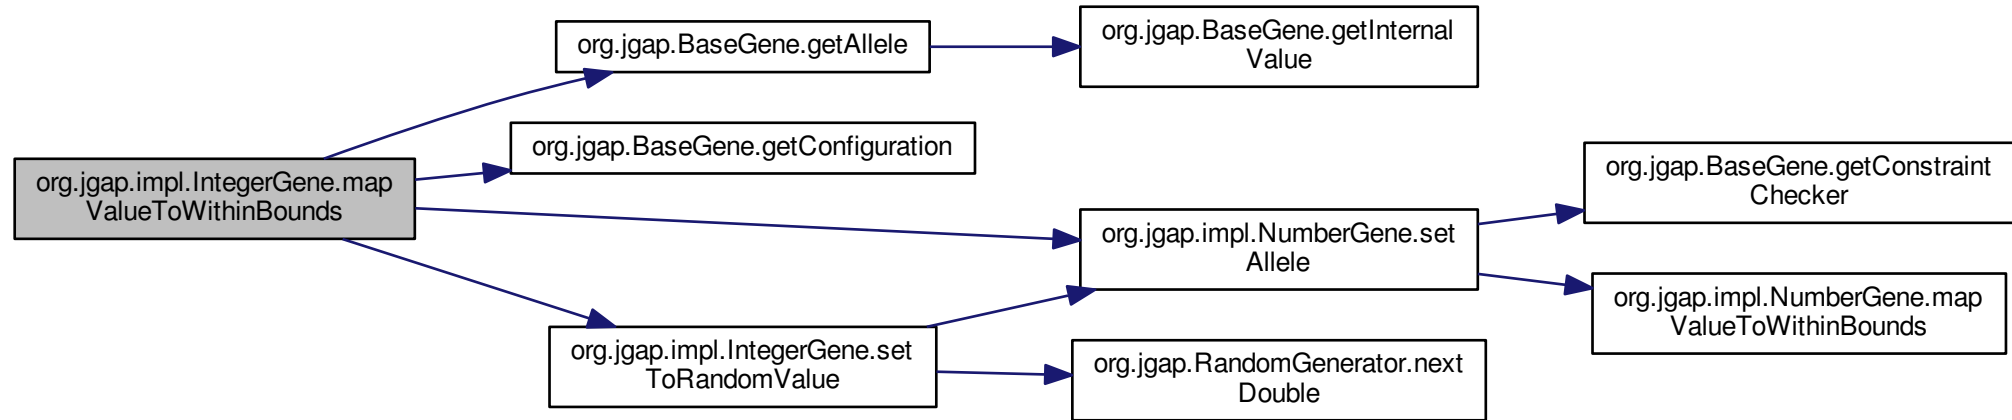 org.jgap.BaseGene.getAllele
org.jgap.BaseGene.getInternal
Value
org.jgap.BaseGene.getConfiguration
org.jgap.impl.IntegerGene.map
ValueToWithinBounds
org.jgap.impl.NumberGene.set
Allele
org.jgap.BaseGene.getConstraint
Checker
org.jgap.impl.NumberGene.map
ValueToWithinBounds
org.jgap.impl.IntegerGene.set
ToRandomValue
org.jgap.RandomGenerator.next
Double